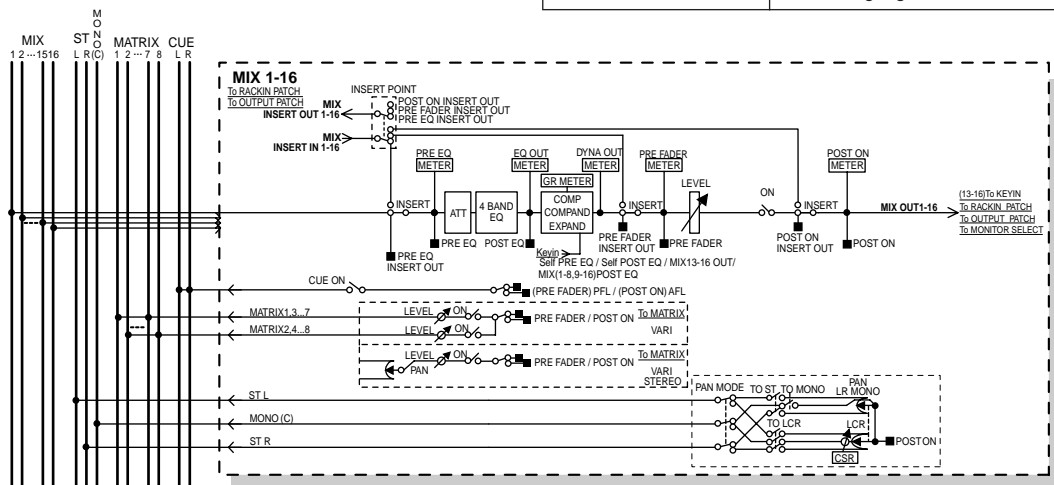 MIX
1 2 ··· 15 16
ST
L R
MONO
(C)
MATRIX
1 2 ··· 7 8
CUE
L R
MIX 1-16
To RACKIN PATCH
To OUTPUT PATCH
MIX
INSERT OUT 1-16
MIX
INSERT IN 1-16
INSERT POINT
POST ON INSERT OUT
PRE FADER INSERT OUT
PRE EQ INSERT OUT
PRE EQ
METER
EQ OUT
METER
DYNA OUT
METER
PRE FADER
METER
POST ON
METER
GR METER
LEVEL
ON
INSERT
ATT
4 BAND
EQ
COMP
COMPAND
EXPAND
INSERT
INSERT
MIX OUT1-16
(13-16)To KEYIN
To RACKIN PATCH
To OUTPUT PATCH
To MONITOR SELECT
PRE EQ
INSERT OUT
PRE EQ
POST EQ
Keyin
Self PRE EQ / Self POST EQ / MIX13-16 OUT/
MIX(1-8,9-16)POST EQ
PRE FADER
INSERT OUT
PRE FADER
POST ON
INSERT OUT
POST ON
CUE ON
(PRE FADER) PFL / (POST ON) AFL
MATRIX1,3...7
LEVEL
ON
PRE FADER / POST ON
To MATRIX
VARI
MATRIX2,4...8
LEVEL
ON
LEVEL
ON
PAN
PRE FADER / POST ON
To MATRIX
VARI
STEREO
ST L
MONO (C)
ST R
PAN MODE
TO ST
TO MONO
PAN
LR MONO
TO LCR
LCR
CSR
POST ON